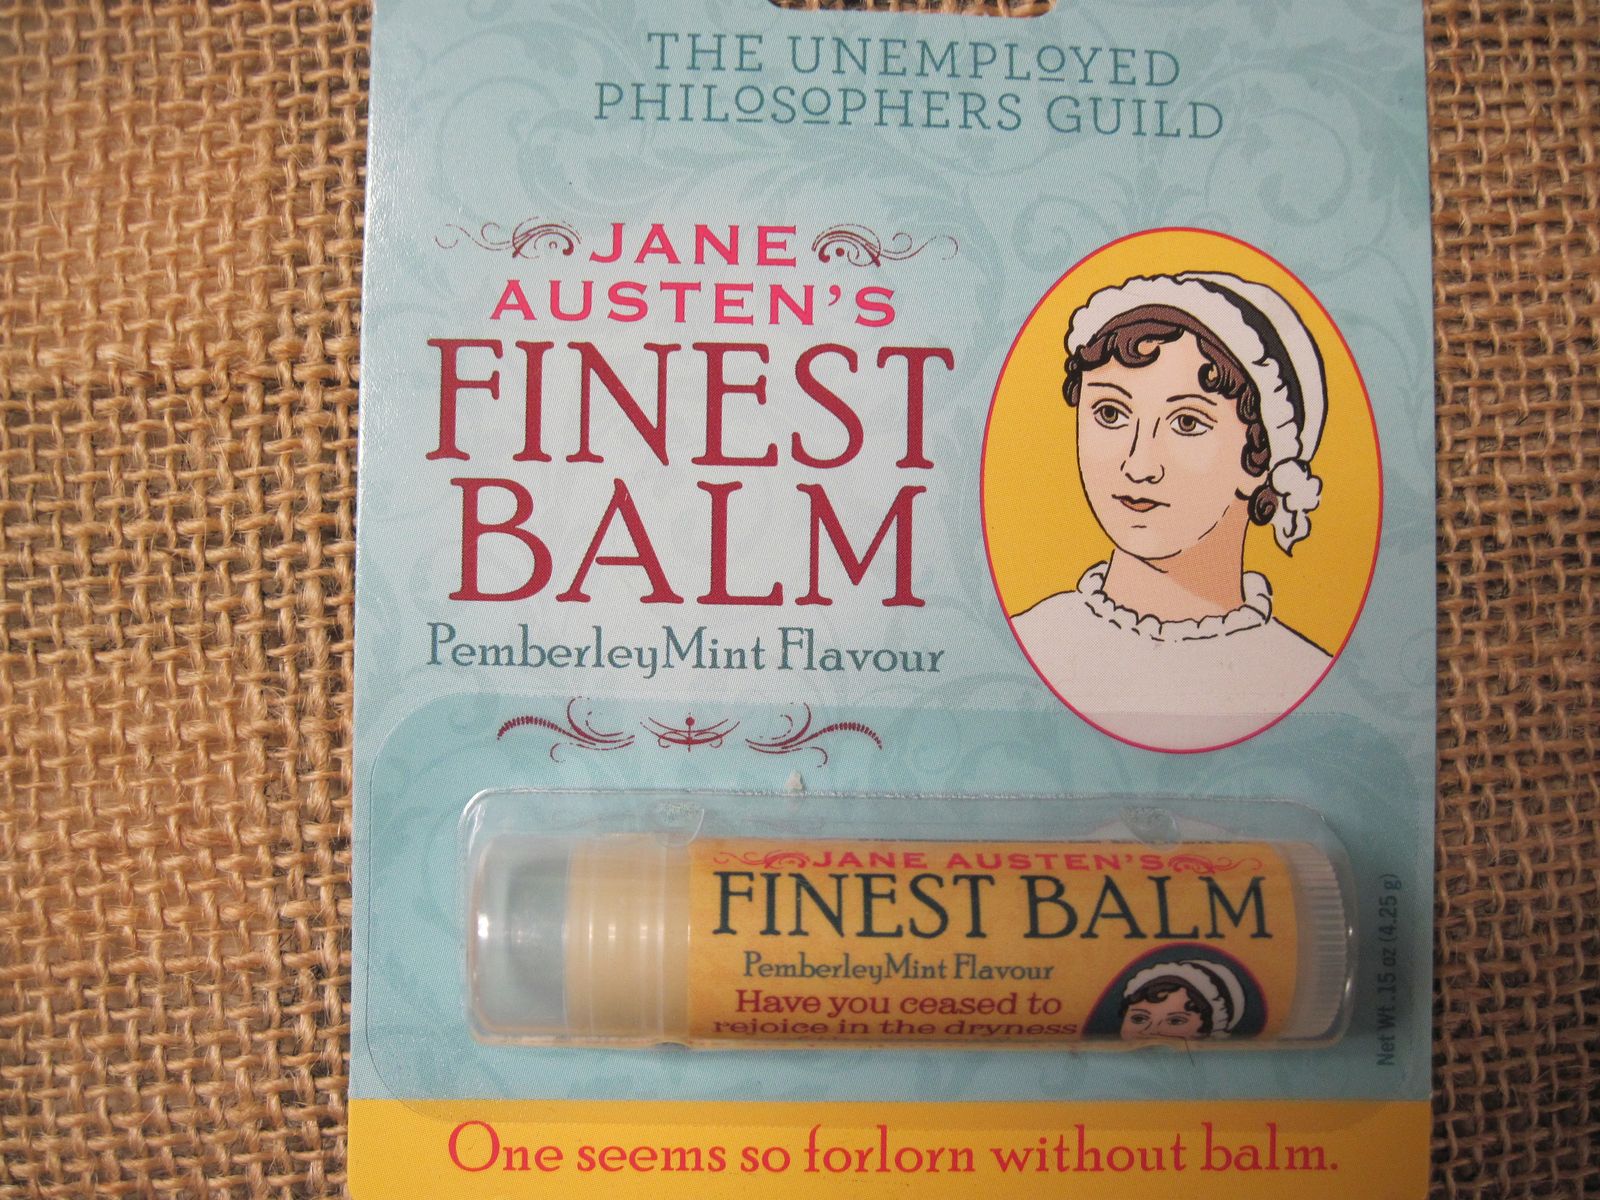 THE UNEMPLOYED
PHILOSOPHERS GUILD
JANE
AUSTEN'S
FINEST
BALM
PemberleyMint Flavour
JANE AUSTEN'S
FINEST BALM
PemberleyMint Flavour
Have you ceased to
rejoice in the dryness
Net Wt .15 oz (4.25 g)
One seems so forlorn without balm.